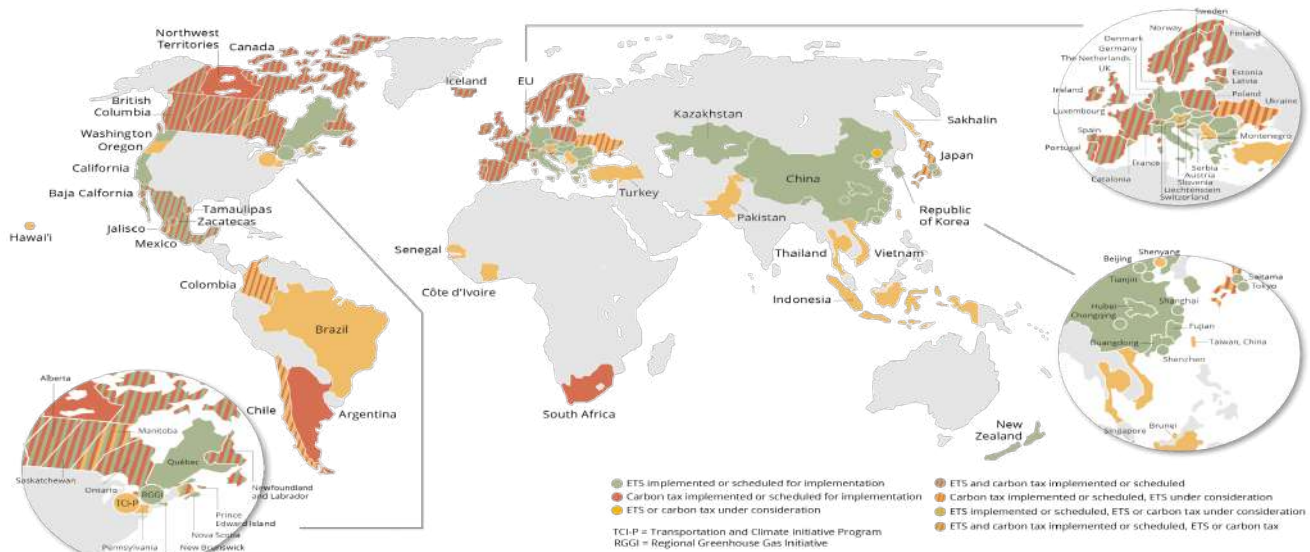 Northwest
Territories
Canada
British
Columbia
Washington
Oregon
California
Baja Calfornia
Tamaulipas
Zacatecas
Jalisco
Mexico
Hawai'i
Colombia
Brazil
Chile
Argentina
Iceland
EU
Senegal
Côte d'Ivoire
South Africa
Kazakhstan
China
Turkey
Pakistan
Sakhalin
Japan
Republic
of Korea
Thailand
Vietnam
Indonesia
New
Zealand
Sweden
Norway
Finland
Denmark
Germany
The Netherlands
UK
Ireland
Luxembourg
Spain
Portugal
Catalonia
France
Estonia
Latvia
Poland
Ukraine
Montenegro
Serbia
Austria
Slovenia
Liechtenstein
Switzerland
Beijing
Shenyang
Tianjin
Saitama
Tokyo
Hubei
Chongqing
Shanghai
Fujian
Guangdong
Taiwan, China
Shenzhen
Singapore
Brunei
Alberta
Manitoba
Québec
Saskatchewan
Ontario
TCI-P
RGGI
Newfoundland
and Labrador
Prince
Edward Island
Nova Scotia
New Brunswick
Pennsylvania
ETS implemented or scheduled for implementation
Carbon tax implemented or scheduled for implementation
ETS or carbon tax under consideration
ETS and carbon tax implemented or scheduled
Carbon tax implemented or scheduled, ETS under consideration
ETS implemented or scheduled, ETS or carbon tax under consideration
ETS and carbon tax implemented or scheduled, ETS or carbon tax
TCI-P = Transportation and Climate Initiative Program
RGGI = Regional Greenhouse Gas Initiative